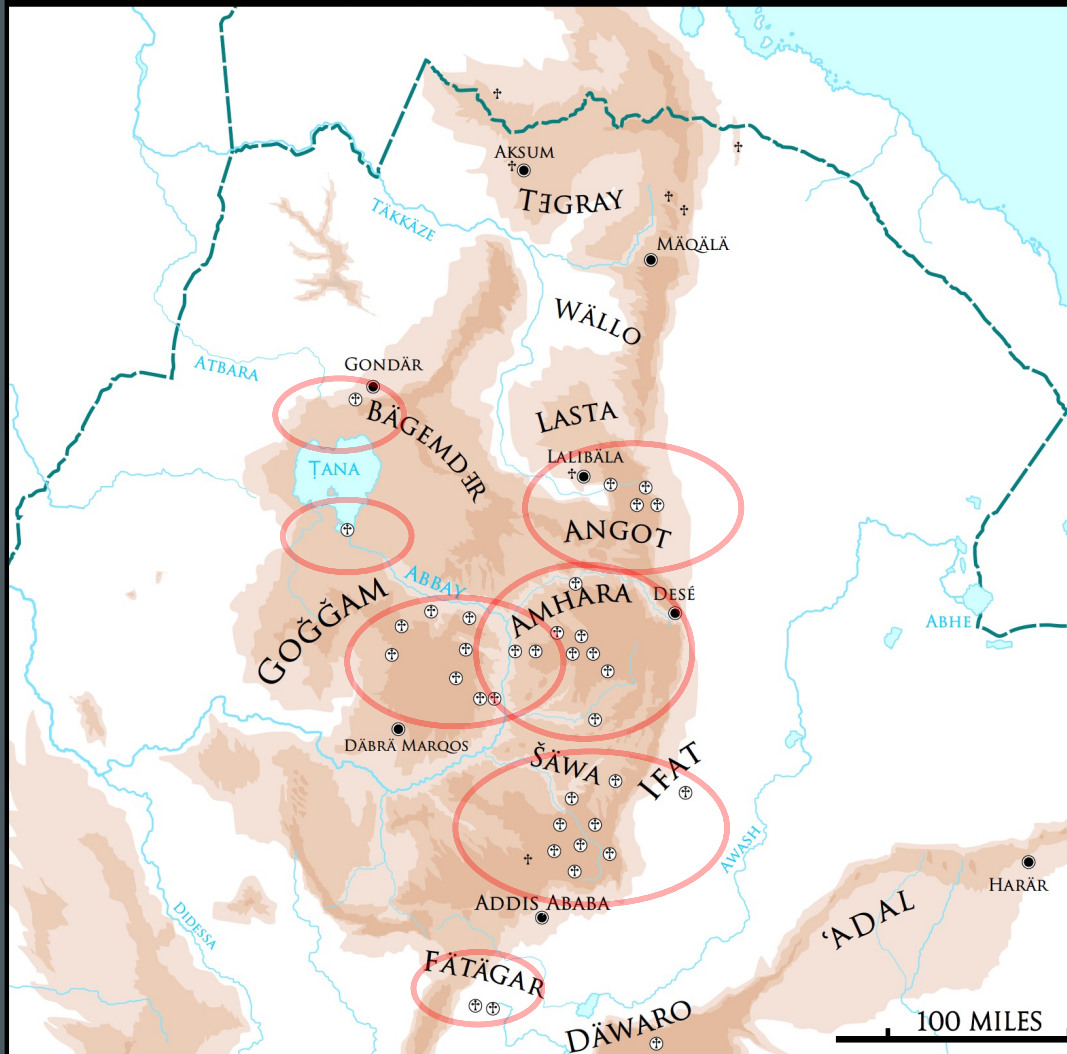 AKSUM
TƎGRAY
TÄKKÄZE
MÄQÄLÄ
WÄLLO
ATBARA
GONDÄR
BÄGEMDƎR
LASTA
LALIBÄLA
ṬANA
ANGOT
ABBAY
AMHARA
DESÉ
ABHE
GOǦǦAM
DÄBRÄ MARQOS
ŠÄWA
IFAT
AWASH
HARÄR
ADDIS ABABA
DIDESSA
ʿADAL
FÄTÄGAR
DÄWARO
100 MILES